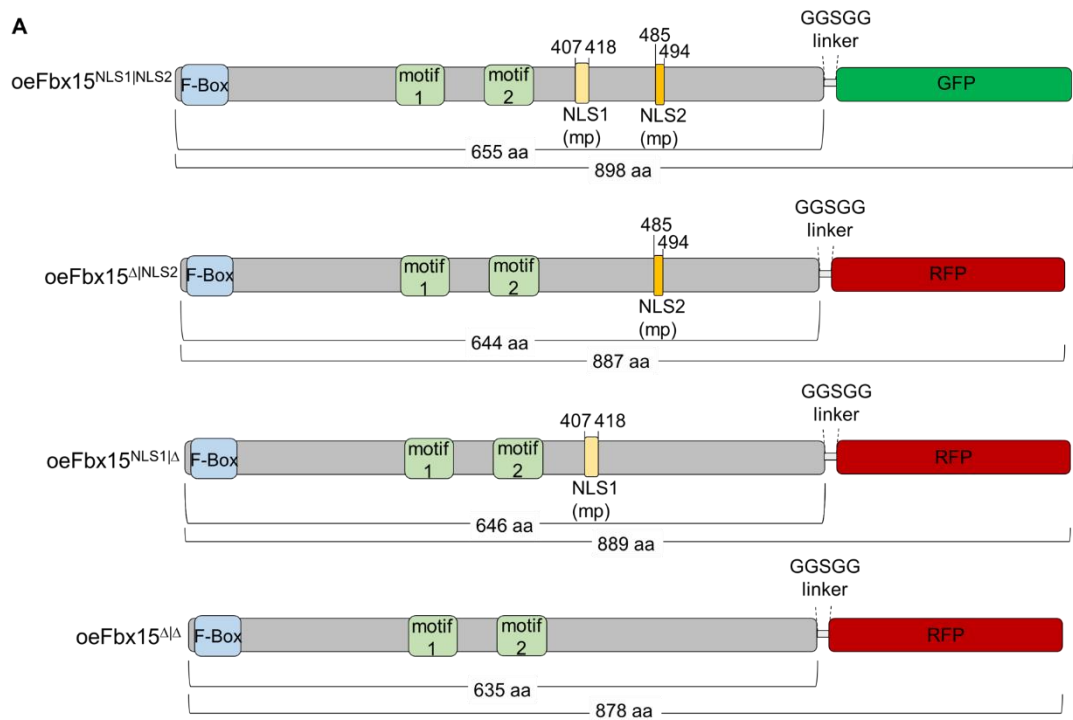 A
oeFbx15NLS1|NLS2
F-Box
motif
1
motif
2
407 418
NLS1
(mp)
485
494
NLS2
(mp)
GGSGG
linker
GFP
655 aa
898 aa
oeFbx15Δ|NLS2
F-Box
motif
1
motif
2
485
494
NLS2
(mp)
GGSGG
linker
RFP
644 aa
887 aa
oeFbx15NLS1|Δ
F-Box
motif
1
motif
2
407 418
NLS1
(mp)
GGSGG
linker
RFP
646 aa
889 aa
oeFbx15Δ|Δ
F-Box
motif
1
motif
2
GGSGG
linker
RFP
635 aa
878 aa